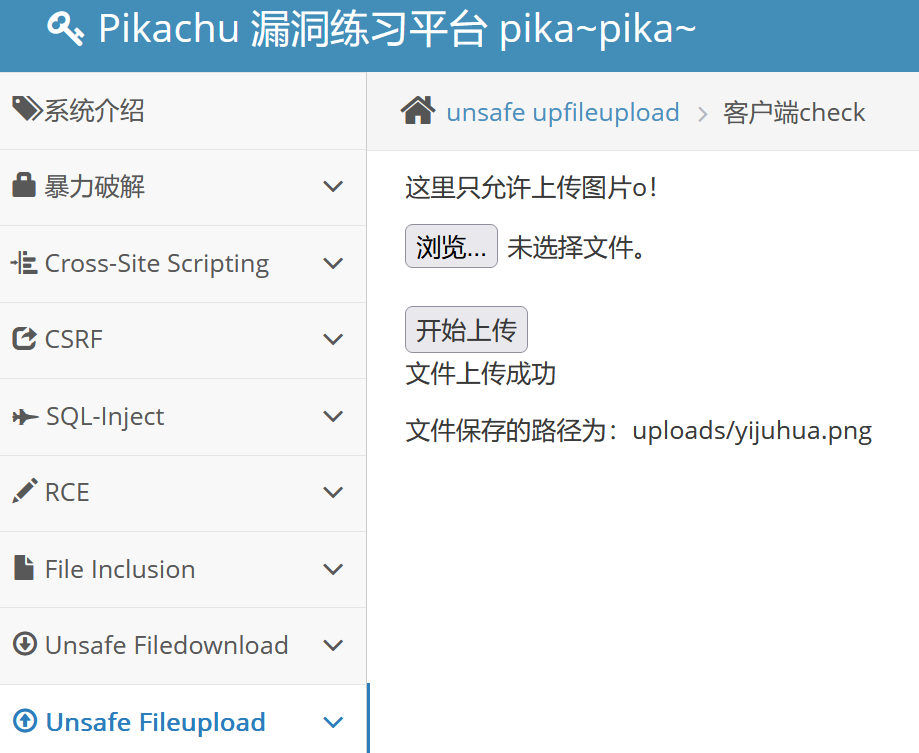 Pikachu 漏洞练习平台 pika~pika~
系统介绍
暴力破解
Cross-Site Scripting
CSRF
SQL-Inject
RCE
File Inclusion
Unsafe Filedownload
Unsafe Fileupload
unsafe upfileupload > 客户端check
这里只允许上传图片o！
浏览... 未选择文件。
开始上传
文件上传成功
文件保存的路径为：uploads/yijuhua.png